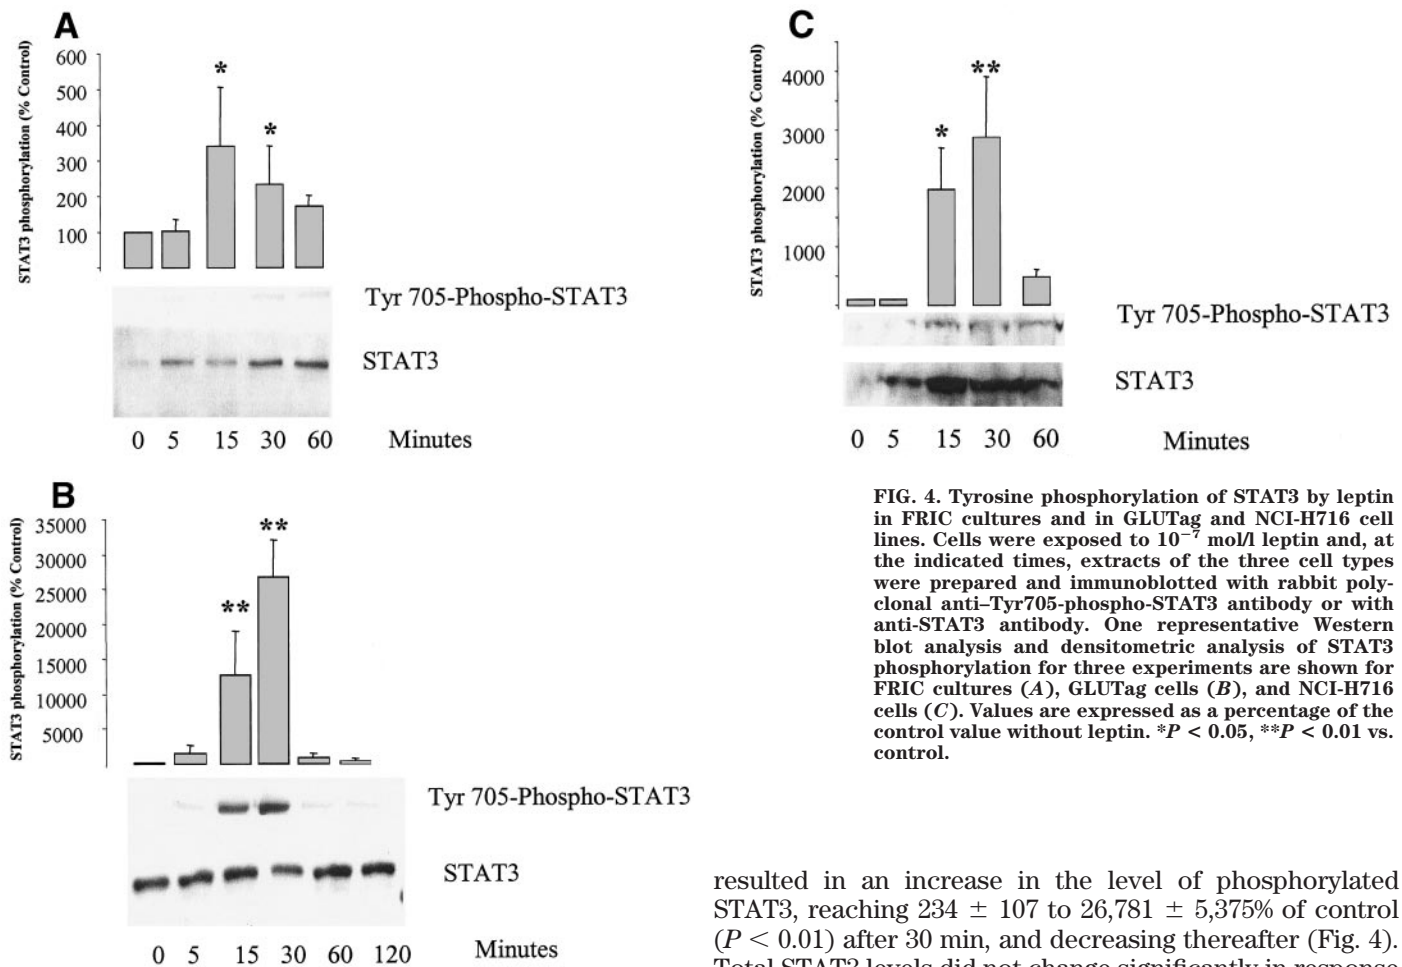 A
STAT3 phosphorylation (% Control)
600
500
400
300
200
100
*
*
Tyr 705-Phospho-STAT3
STAT3
0 5 15 30 60 Minutes
B
STAT3 phosphorylation (% Control)
35000
30000
25000
20000
15000
10000
5000
**
**
Tyr 705-Phospho-STAT3
STAT3
0 5 15 30 60 120 Minutes
C
STAT3 phosphorylation (% Control)
4000
3000
2000
1000
*
**
Tyr 705-Phospho-STAT3
STAT3
0 5 15 30 60 Minutes
FIG. 4. Tyrosine phosphorylation of STAT3 by leptin
in FRIC cultures and in GLUTag and NCI-H716 cell
lines. Cells were exposed to 10⁻⁷ mol/l leptin and, at
the indicated times, extracts of the three cell types
were prepared and immunoblotted with rabbit poly-
clonal anti–Tyr705-phospho-STAT3 antibody or with
anti-STAT3 antibody. One representative Western
blot analysis and densitometric analysis of STAT3
phosphorylation for three experiments are shown for
FRIC cultures (A), GLUTag cells (B), and NCI-H716
cells (C). Values are expressed as a percentage of the
control value without leptin. *P < 0.05, **P < 0.01 vs.
control.
resulted in an increase in the level of phosphorylated
STAT3, reaching 234 ± 107 to 26,781 ± 5,375% of control
(P < 0.01) after 30 min, and decreasing thereafter (Fig. 4).
Total STAT3 levels did not change significantly in response